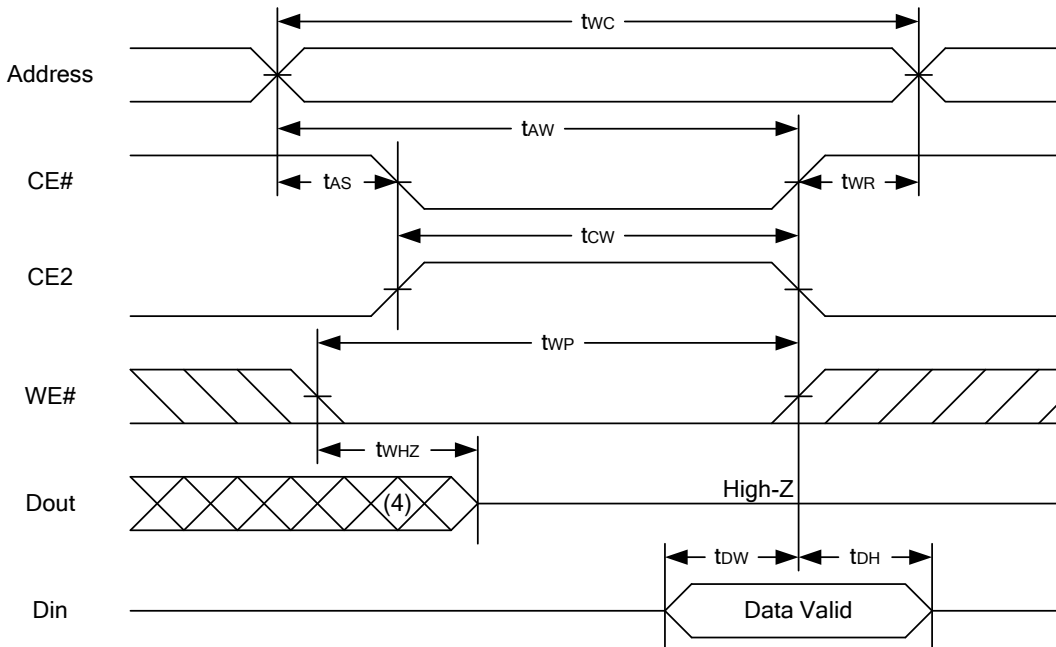 tWC
Address
tAW
CE#
tAS
tWR
tCW
CE2
tWP
WE#
tWHZ
Dout
(4)
High-Z
tDW
tDH
Din
Data Valid